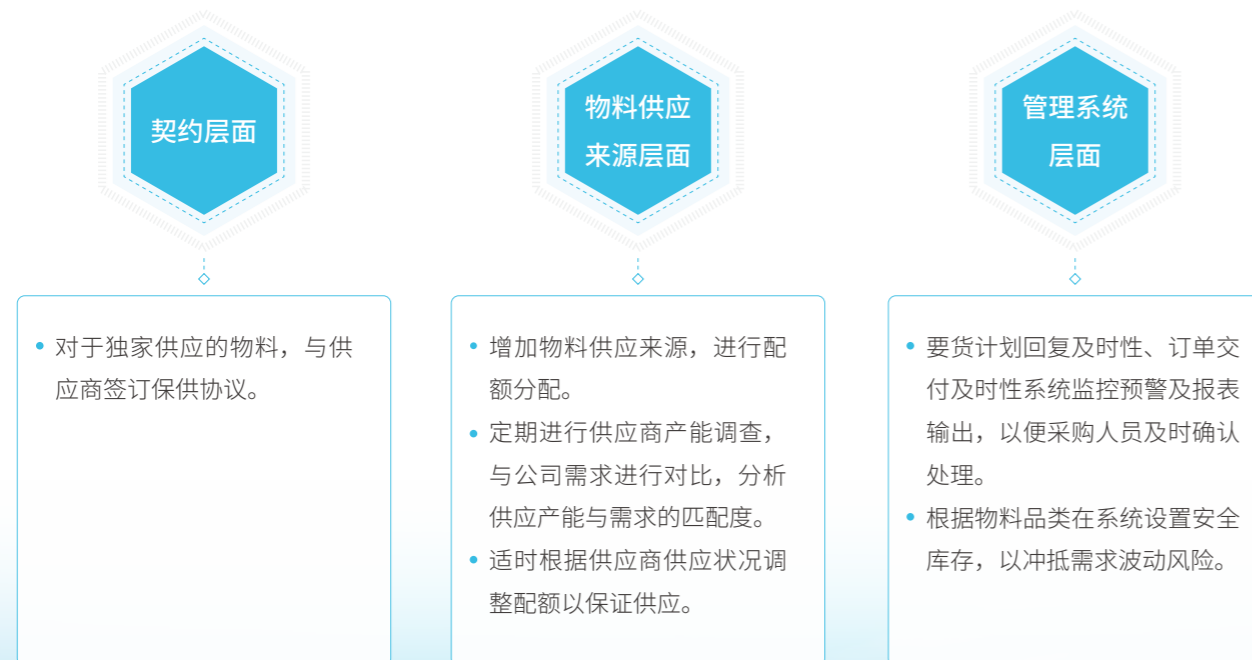 契约层面
对于独家供应的物料，与供
应商签订保供协议。
物料供应
来源层面
增加物料供应来源，进行配
额分配。
定期进行供应商产能调查，
与公司需求进行对比，分析
供应产能与需求的匹配度。
适时根据供应商供应状况调
整配额以保证供应。
管理系统
层面
要货计划回复及时性、订单交
付及时性系统监控预警及报表
输出，以便采购人员及时确认
处理。
根据物料品类在系统设置安全
库存，以冲抵需求波动风险。